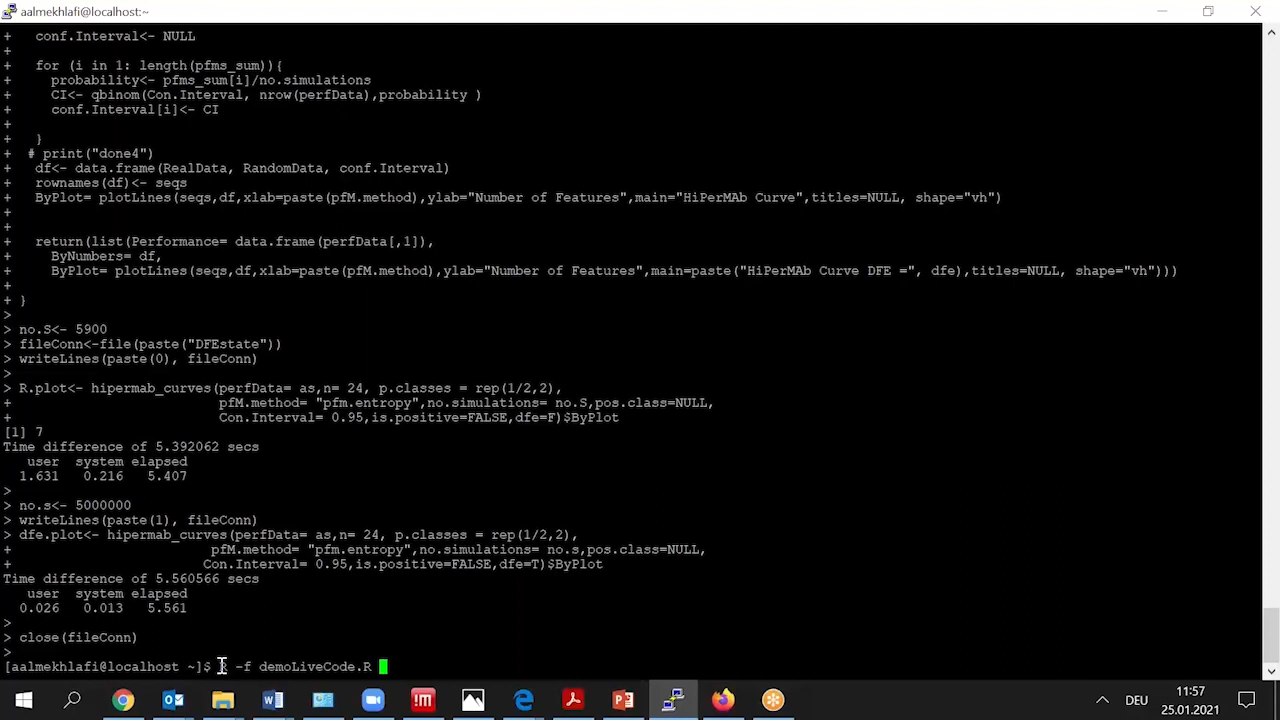 aalmekhlafi@localhost:~
+   conf.Interval<- NULL
+
+   for (i in 1: length(pfms_sum)){
+     probability<- pfms_sum[i]/no.simulations
+     CI<- qbinom(Con.Interval, nrow(perfData),probability )
+     conf.Interval[i]<- CI
+
+   }
+  # print("done4")
+   df<- data.frame(RealData, RandomData, conf.Interval)
+   rownames(df)<- seqs
+   ByPlot= plotLines(seqs,df,xlab=paste(pfM.method),ylab="Number of Features",main="HiPerMAb Curve",titles=NULL, shape="vh")
+
+
+   return(list(Performance= data.frame(perfData[,1]),
+     ByNumbers= df,
+     ByPlot= plotLines(seqs,df,xlab=paste(pfM.method),ylab="Number of Features",main=paste("HiPerMAb Curve DFE =", dfe),titles=NULL, shape="vh")))
+
+ }
>
> no.S<- 5900
> fileConn<-file(paste("DFEstate"))
> writeLines(paste(0), fileConn)
>
> R.plot<- hipermab_curves(perfData= as,n= 24, p.classes = rep(1/2,2),
+                          pfM.method= "pfm.entropy",no.simulations= no.S,pos.class=NULL,
+                          Con.Interval= 0.95,is.positive=FALSE,dfe=F)$ByPlot
[1] 7
Time difference of 5.392062 secs
   user  system elapsed
  1.631   0.216   5.407
>
> no.s<- 5000000
> writeLines(paste(1), fileConn)
> dfe.plot<- hipermab_curves(perfData= as,n= 24, p.classes = rep(1/2,2),
+                         pfM.method= "pfm.entropy",no.simulations= no.s,pos.class=NULL,
+                        Con.Interval= 0.95,is.positive=FALSE,dfe=T)$ByPlot
Time difference of 5.560566 secs
   user  system elapsed
  0.026   0.013   5.561
>
> close(fileConn)
>
[aalmekhlafi@localhost ~]$ R -f demoLiveCode.R
DEU
11:57
25.01.2021